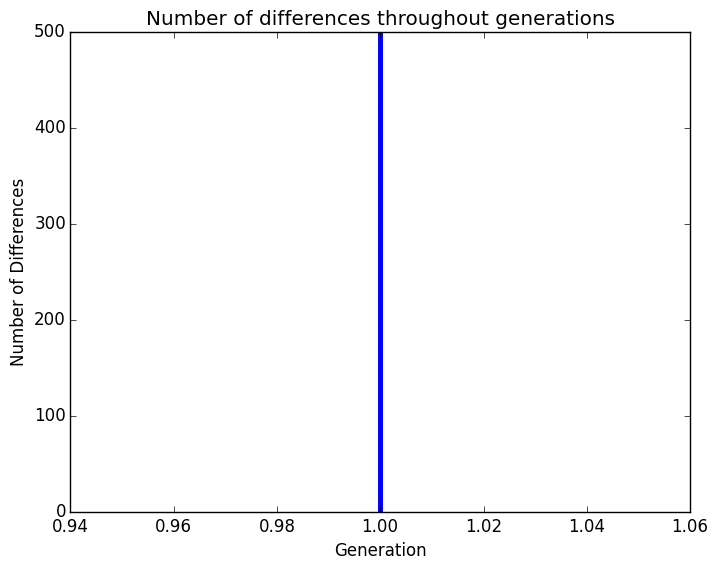 Number of differences throughout generations
500
400
300
200
100
0
Number of Differences
0.94 0.96 0.98 1.00 1.02 1.04 1.06
Generation